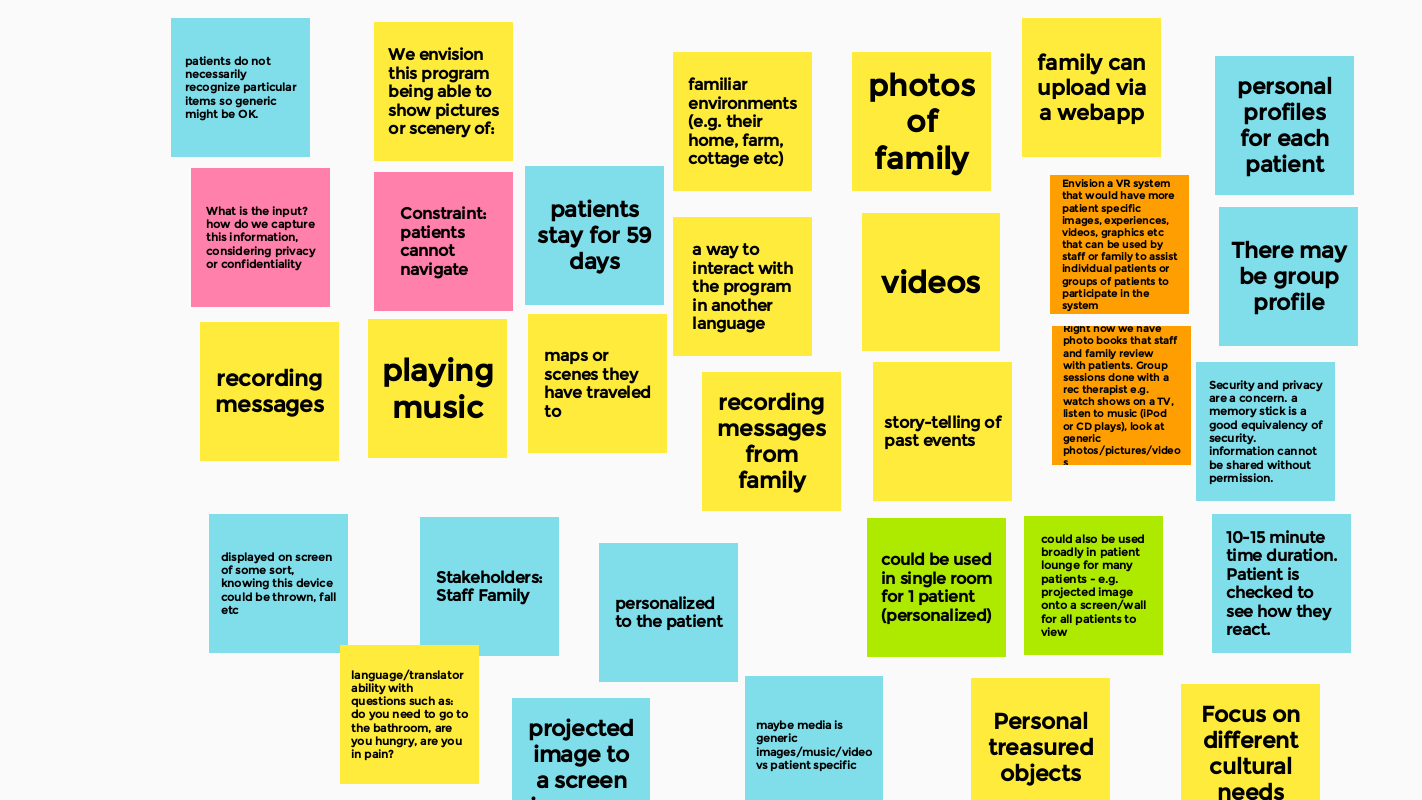 patients do not
necessarily
recognize particular
items so generic
might be OK.
We envision
this program
being able to
show pictures
or scenery of:
familiar
environments
(e.g. their
home, farm,
cottage etc)
photos
of
family
family can
upload via
a webapp
personal
profiles
for each
patient
What is the input?
how do we capture
this information,
considering privacy
or confidentiality
Constraint:
patients
cannot
navigate
patients
stay for 59
days
a way to
interact with
the program
in another
language
videos
Envision a VR system
that would have more
patient specific
images, experiences,
videos, graphics etc
that can be used by
staff or family to assist
individual patients or
groups of patients to
participate in the
system
There may
be group
profile
recording
messages
playing
music
maps or
scenes they
have traveled
to
recording
messages
from
family
story-telling of
past events
Right now we have
photo books that staff
and family review
with patients. Group
sessions done with a
rec therapist e.g.
watch shows on a TV,
listen to music (iPod
or CD plays), look at
generic
photos/pictures/video
s
Security and privacy
are a concern. a
memory stick is a
good equivalency of
security.
information cannot
be shared without
permission.
displayed on screen
of some sort,
knowing this device
could be thrown, fall
etc
Stakeholders:
Staff Family
personalized
to the patient
could be used
in single room
for 1 patient
(personalized)
could also be used
broadly in patient
lounge for many
patients - e.g.
projected image
onto a screen/wall
for all patients to
view
10-15 minute
time duration.
Patient is
checked to
see how they
react.
language/translator
ability with
questions such as:
do you need to go to
the bathroom, are
you hungry, are you
in pain?
projected
image to
a screen
maybe media is
generic
images/music/video
vs patient specific
Personal
treasured
objects
Focus on
different
cultural
needs